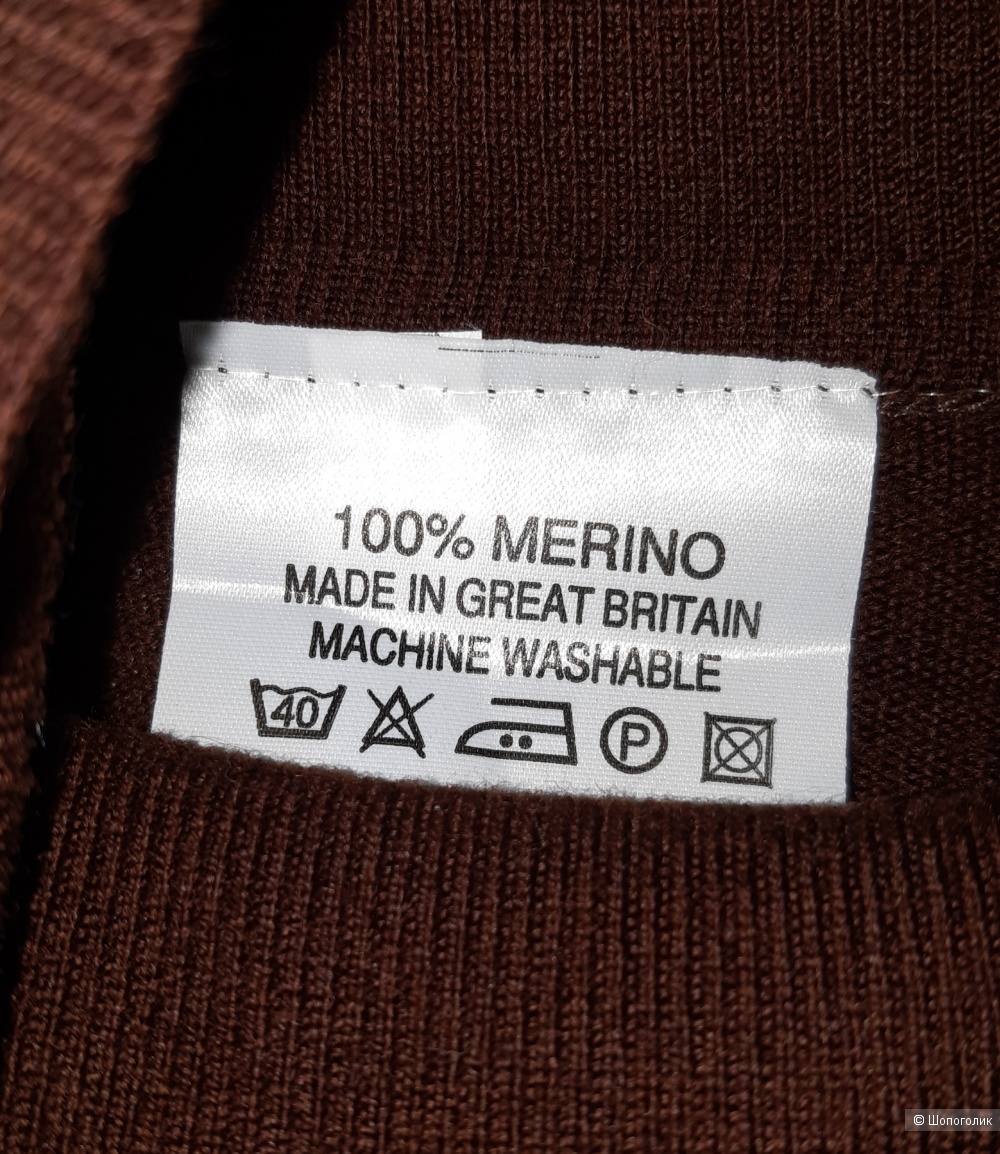 100% MERINO
MADE IN GREAT BRITAIN
MACHINE WASHABLE
40 P
© Шопоголик